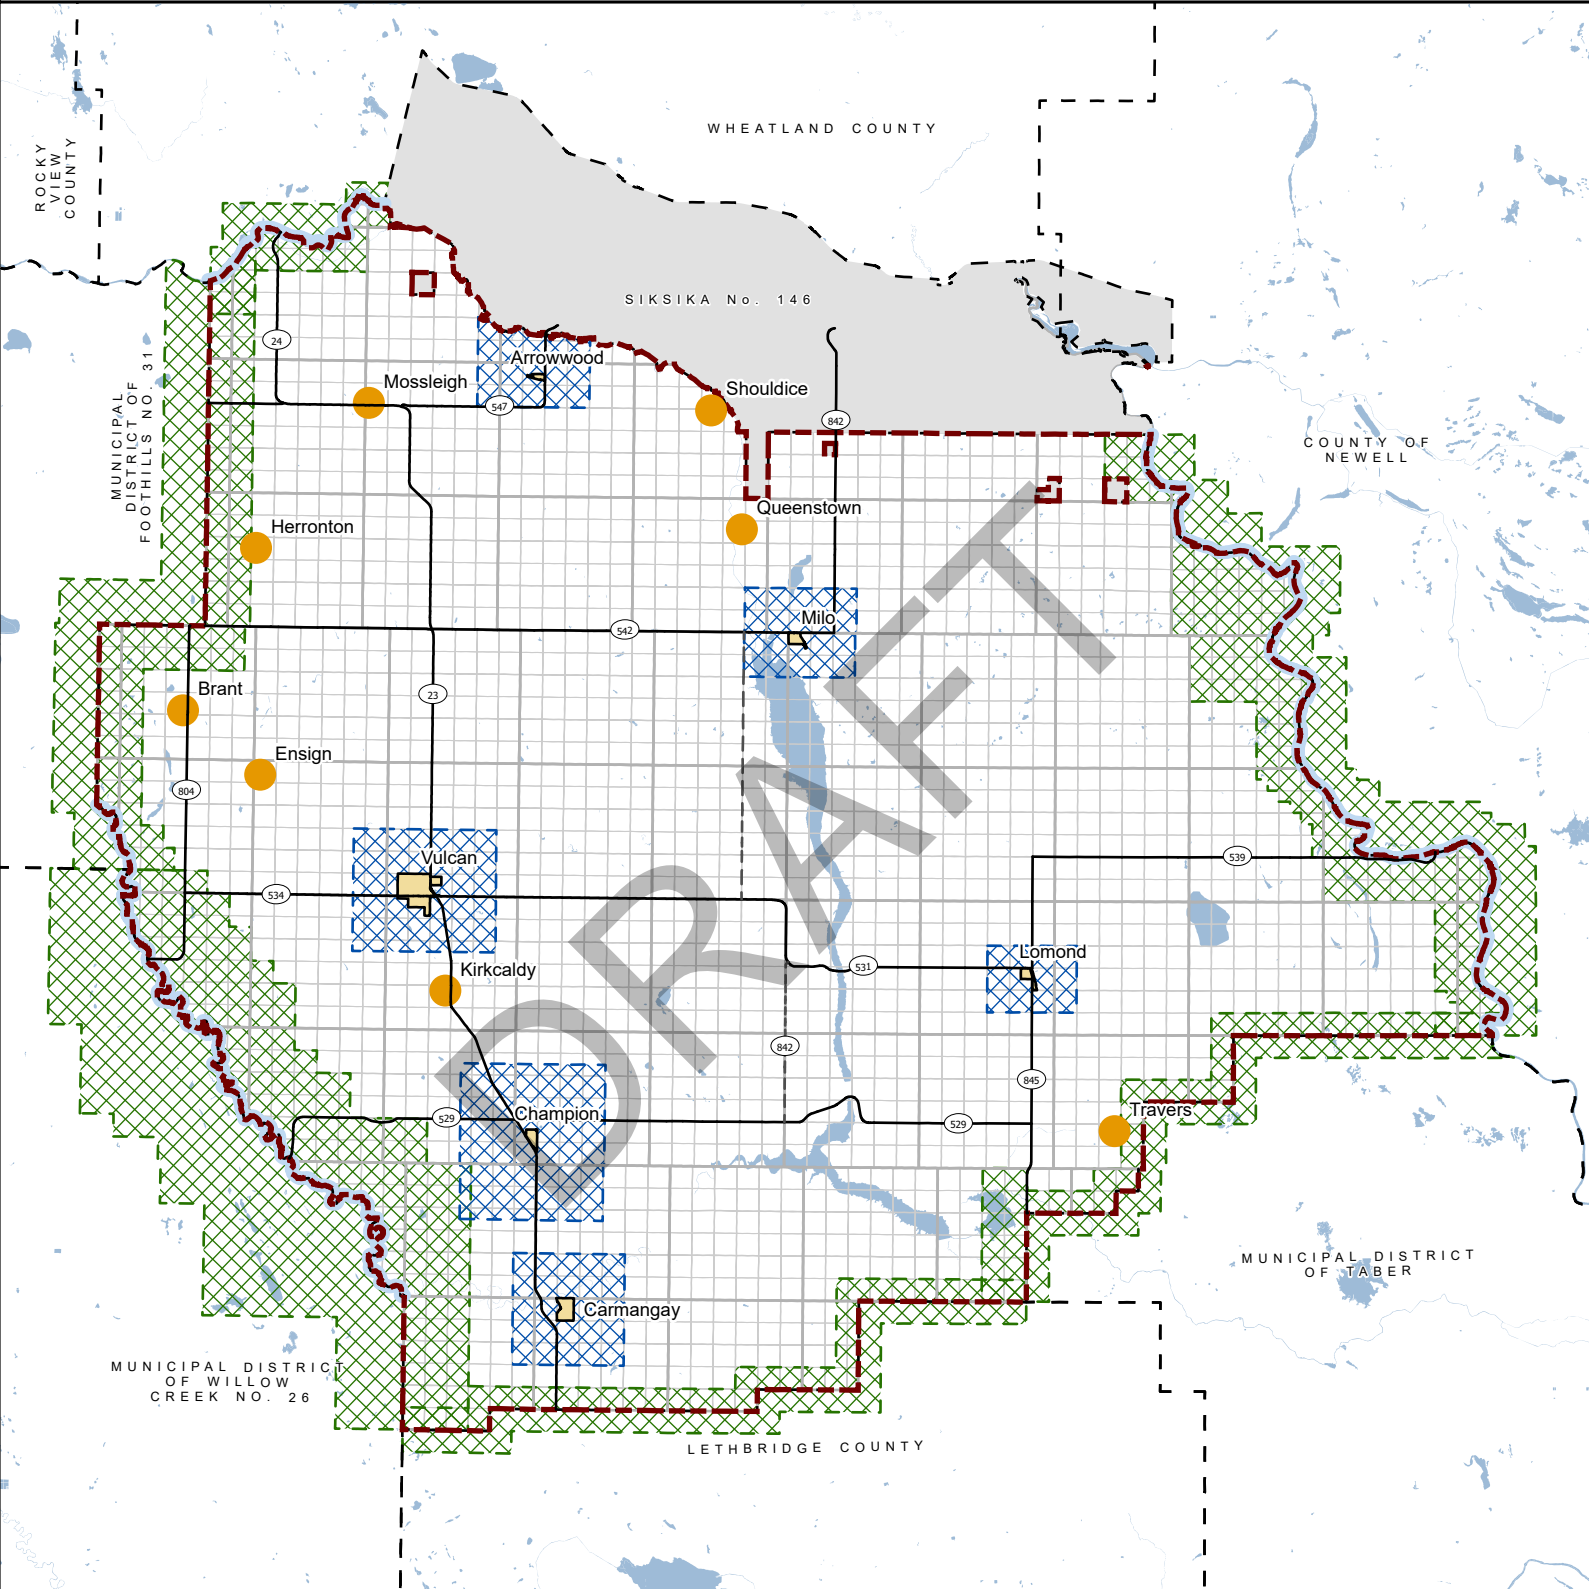 WHEATLAND COUNTY
ROCKY
VIEW
COUNTY
SIKSIKA No. 146
24
Arrowwood
Mossleigh
Shouldice
547
842
MUNICIPAL
DISTRICT OF
FOOTHILLS NO. 31
COUNTY OF
NEWELL
Queenstown
Herronton
Milo
542
Brant
23
Ensign
804
DRAFT
Vulcan
539
534
Lomond
531
Kirkcaldy
842
845
Champion
529
529
Travers
MUNICIPAL DISTRICT
OF TABER
Carmangay
MUNICIPAL DISTRICT
OF WILLOW
CREEK NO. 26
LETHBRIDGE COUNTY